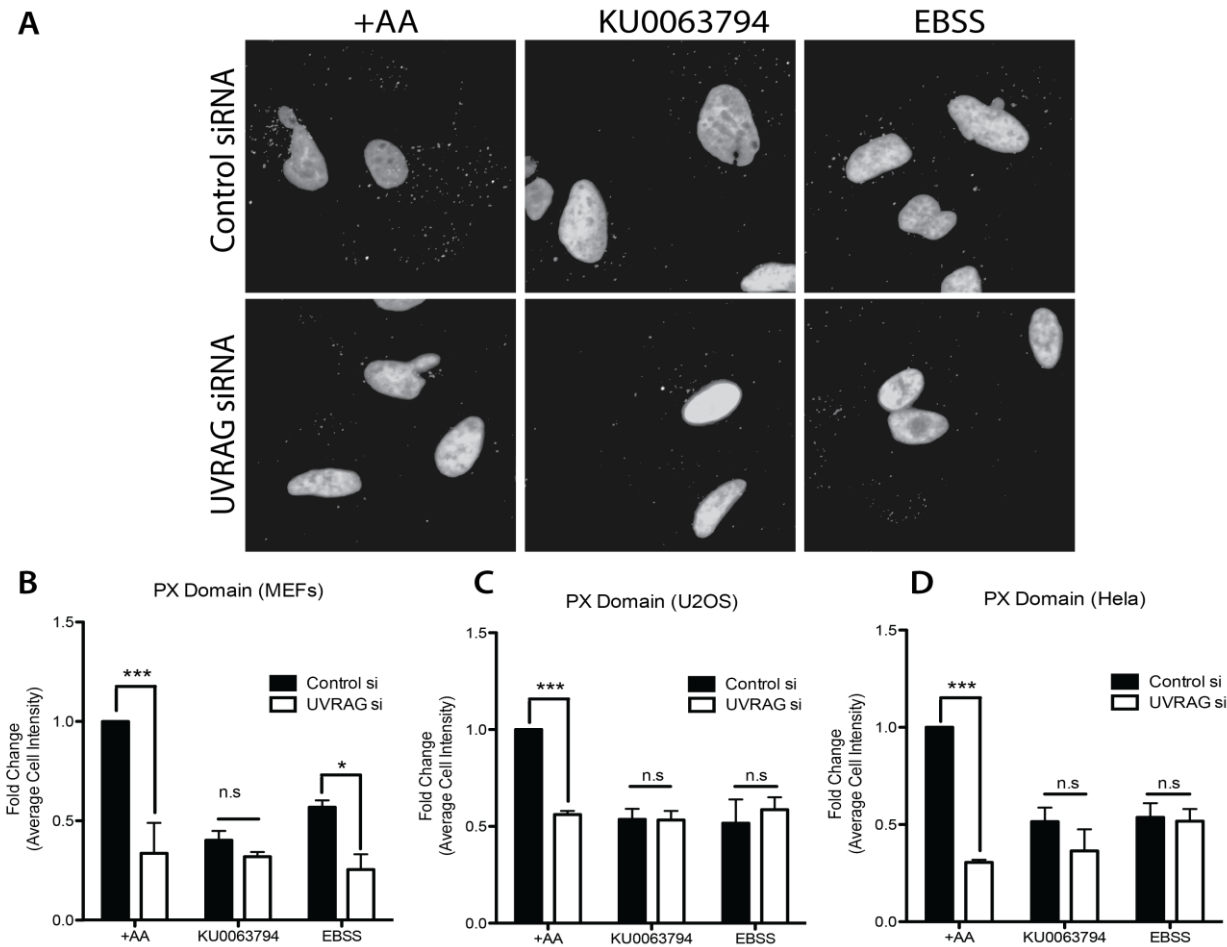 A
+AA
KU0063794
EBSS
Control siRNA
UVRAG siRNA
B
PX Domain (MEFs)
Fold Change
(Average Cell Intensity)
1.5
1.0
0.5
0.0
***
n.s
*
Control si
UVRAG si
+AA
KU0063794
EBSS
C
PX Domain (U2OS)
Fold Change
(Average Cell Intensity)
1.5
1.0
0.5
0.0
***
n.s
n.s
Control si
UVRAG si
+AA
KU0063794
EBSS
D
PX Domain (Hela)
Fold Change
(Average Cell Intensity)
1.5
1.0
0.5
0.0
***
n.s
n.s
Control si
UVRAG si
+AA
KU0063794
EBSS